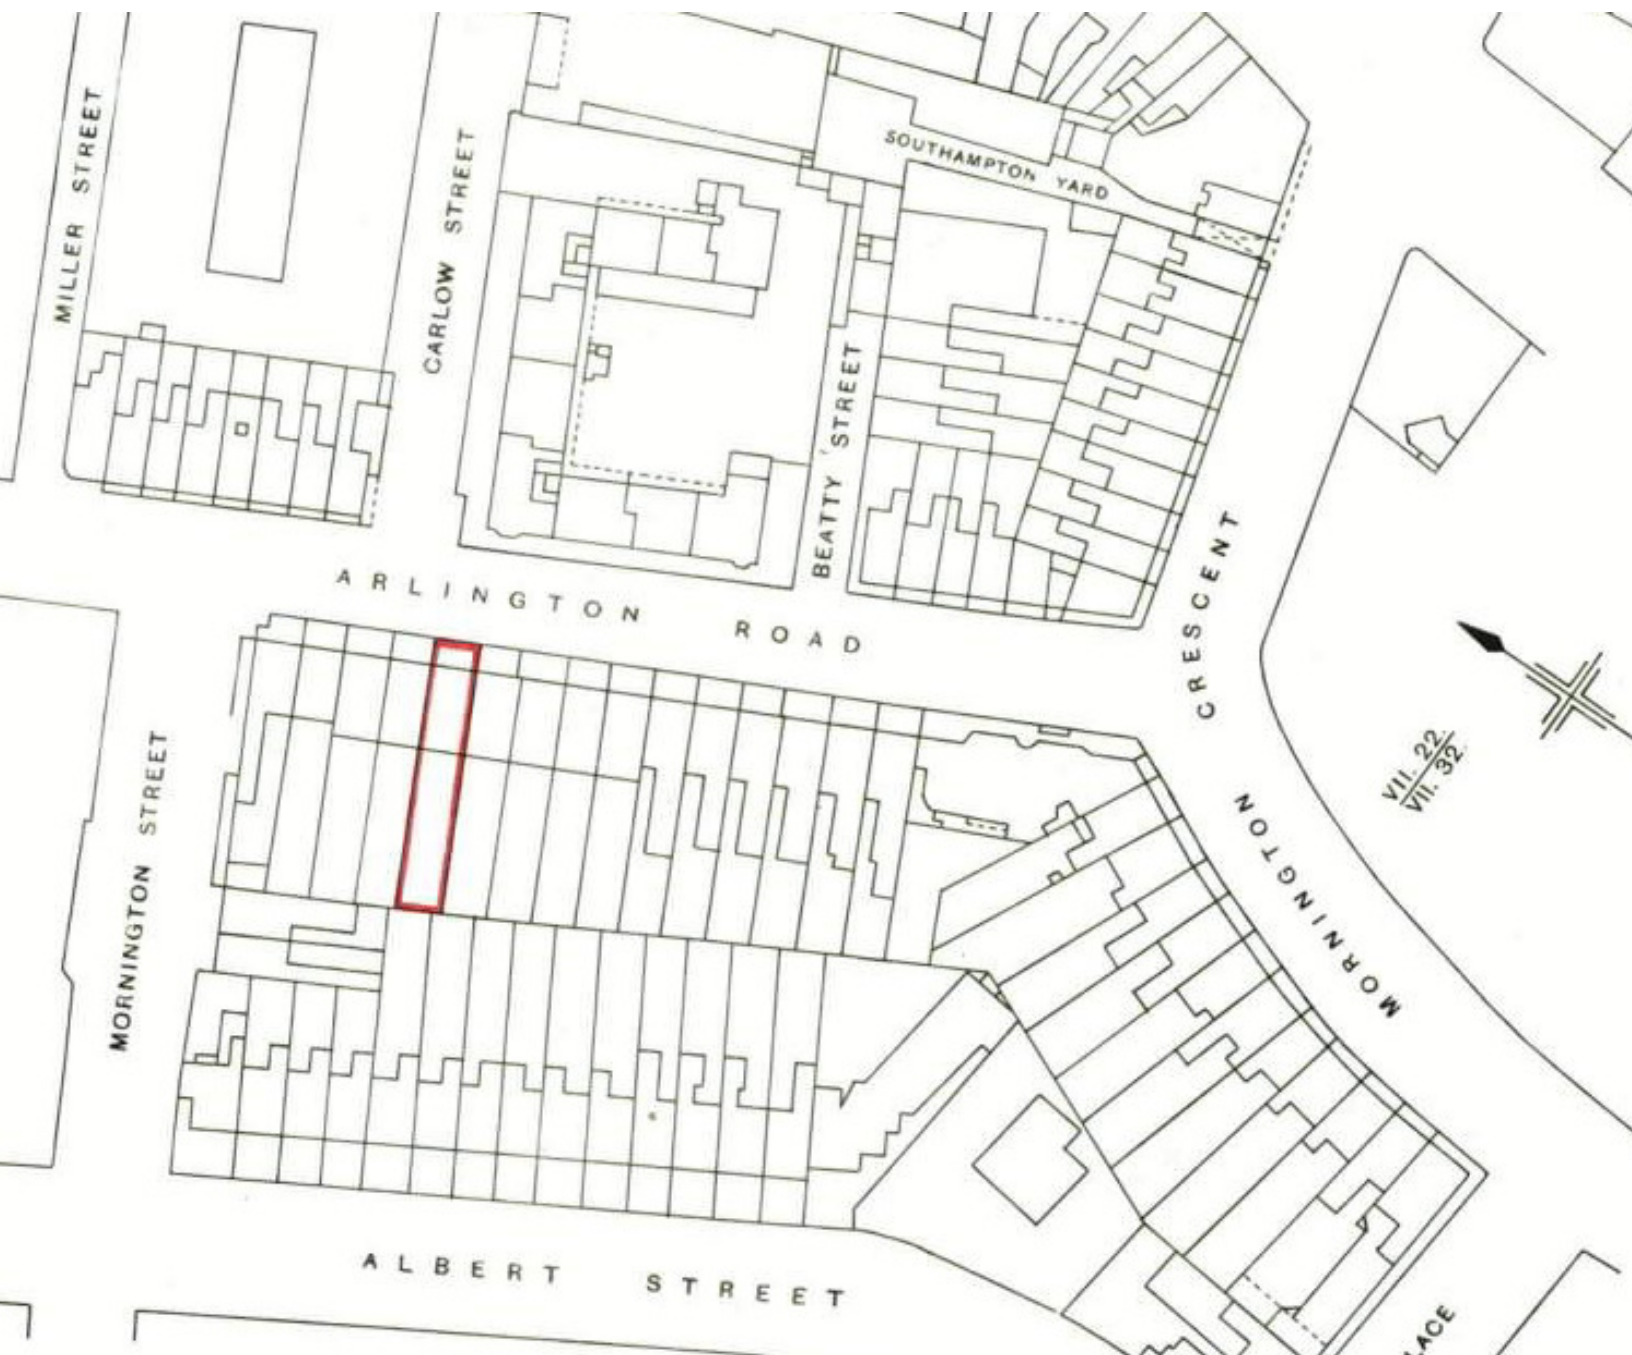 MILLER STREET
CARLOW STREET
SOUTHAMPTON YARD
BEATTY STREET
ARLINGTON ROAD
CRESCENT
MORNINGTON
VII. 22
VII. 32
MORNINGTON STREET
ALBERT STREET
LACE